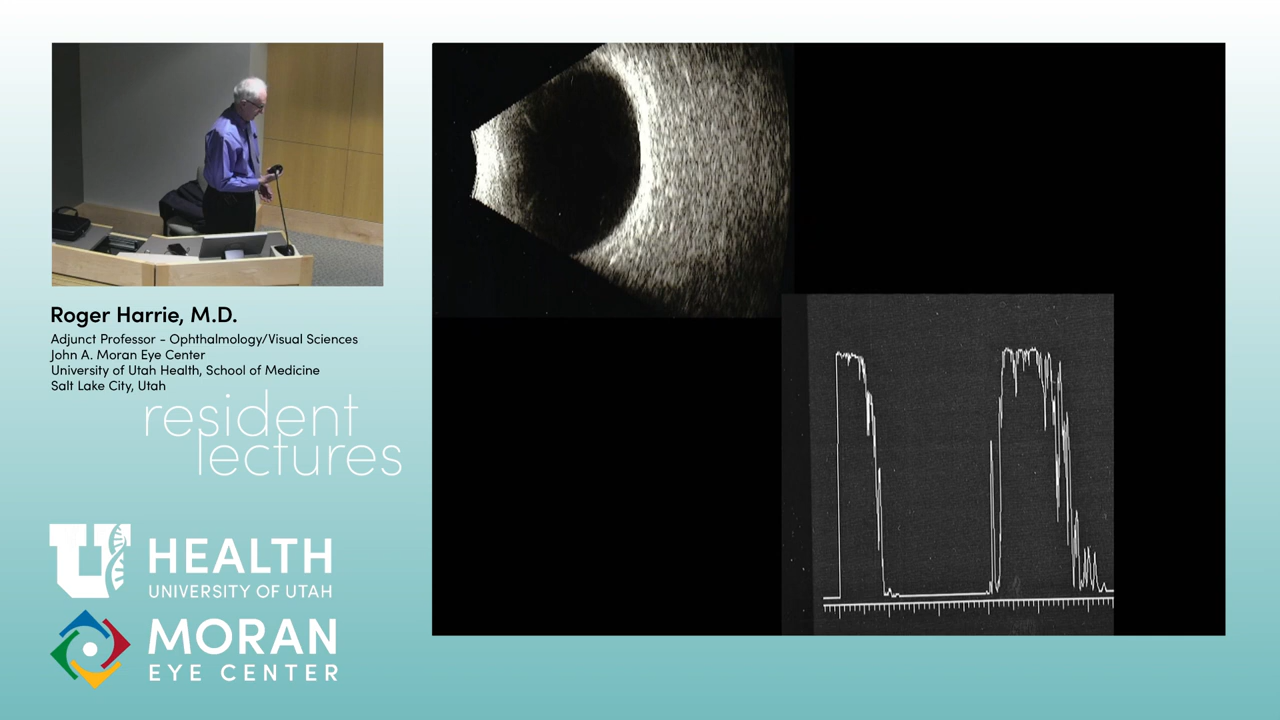 Roger Harrie, M.D.
Adjunct Professor - Ophthalmology/Visual Sciences
John A. Moran Eye Center
University of Utah Health, School of Medicine
Salt Lake City, Utah
resident
lectures
U HEALTH
UNIVERSITY OF UTAH
MORAN
EYE CENTER